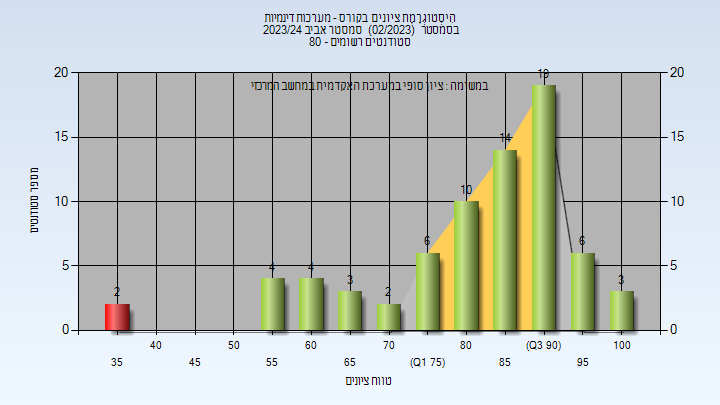 היסטוגרמת ציונים בקורס - מערכות דינמיות
בסמסטר (02/2023) סמסטר אביב 2023/24
סטודנטים רשומים - 80
במשימה : ציון סופי במערכת האקדמית במחשב המרכזי
מספר סטודנטים
20 20
15 15
10 10
5 5
0 0
2 4 4 3 2 6 10 14 19 6 3
40 50 60 70 80 (Q3 90) 100
35 45 55 65 (Q1 75) 85 95
טווח ציונים